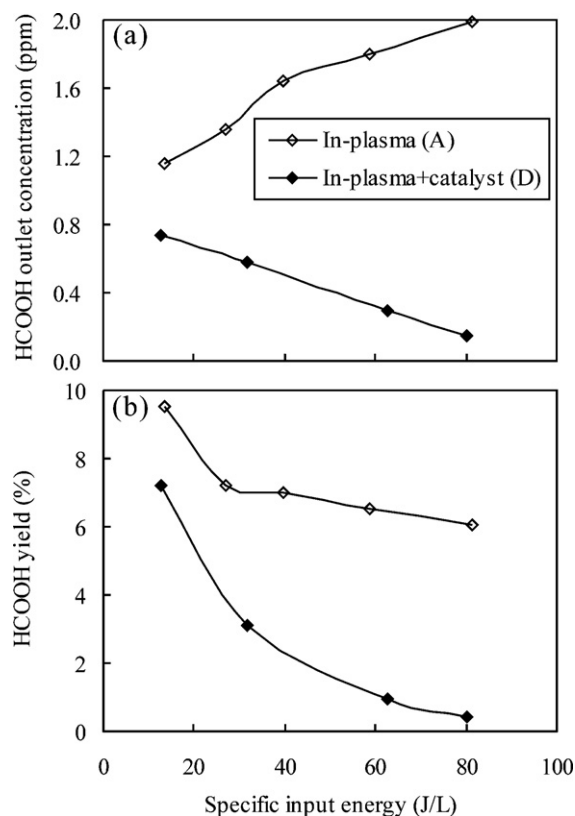 (a)
HCOOH outlet concentration (ppm)
2.0
1.6
1.2
0.8
0.4
0.0
In-plasma (A)
In-plasma+catalyst (D)
(b)
HCOOH yield (%)
10
8
6
4
2
0
0 20 40 60 80 100
Specific input energy (J/L)